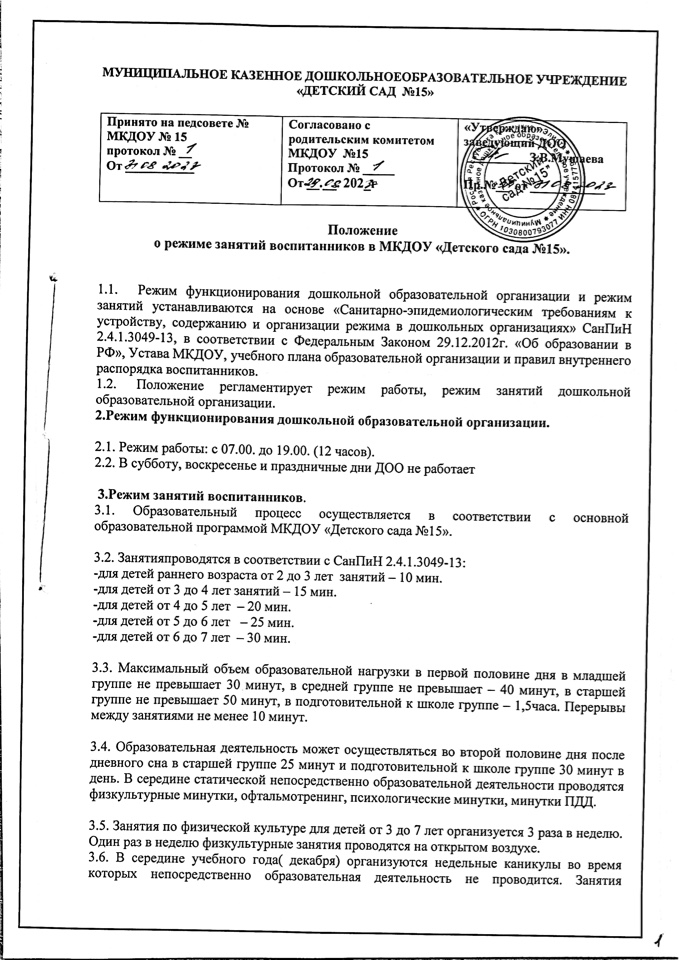 МУНИЦИПАЛЬНОЕ КАЗЕННОЕ ДОШКОЛЬНОЕОБРАЗОВАТЕЛЬНОЕ УЧРЕЖДЕНИЕ
«ДЕТСКИЙ САД №15»
Принято на педсовете №
МКДОУ № 15
протокол № 1
От 31 08
Согласовано с
родительским комитетом
МКДОУ №15
Протокол № 1
От 202
«Утверждаю»
заведующий ДОО
Пр.№
Детский
сад №15"
ОГРН 1030800793077 ИНН
Положение
о режиме занятий воспитанников в МКДОУ «Детского сада №15».
1.1. Режим функционирования дошкольной образовательной организации и режим
занятий устанавливаются на основе «Санитарно-эпидемиологическим требованиям к
устройству, содержанию и организации режима в дошкольных организациях» СанПиН
2.4.1.3049-13, в соответствии с Федеральным Законом 29.12.2012г. «Об образовании в
РФ», Устава МКДОУ, учебного плана образовательной организации и правил внутреннего
распорядка воспитанников.
1.2. Положение регламентирует режим работы, режим занятий дошкольной
образовательной организации.
2.Режим функционирования дошкольной образовательной организации.
2.1. Режим работы: с 07.00. до 19.00. (12 часов).
2.2. В субботу, воскресенье и праздничные дни ДОО не работает
3.Режим занятий воспитанников.
3.1. Образовательный процесс осуществляется в соответствии с основной
образовательной программой МКДОУ «Детского сада №15».
3.2. Занятияпроводятся в соответствии с СанПиН 2.4.1.3049-13:
-для детей раннего возраста от 2 до 3 лет занятий – 10 мин.
-для детей от 3 до 4 лет занятий – 15 мин.
-для детей от 4 до 5 лет – 20 мин.
-для детей от 5 до 6 лет – 25 мин.
-для детей от 6 до 7 лет – 30 мин.
3.3. Максимальный объем образовательной нагрузки в первой половине дня в младшей
группе не превышает 30 минут, в средней группе не превышает – 40 минут, в старшей
группе не превышает 50 минут, в подготовительной к школе группе – 1,5часа. Перерывы
между занятиями не менее 10 минут.
3.4. Образовательная деятельность может осуществляться во второй половине дня после
дневного сна в старшей группе 25 минут и подготовительной к школе группе 30 минут в
день. В середине статической непосредственно образовательной деятельности проводятся
физкультурные минутки, офтальмотренинг, психологические минутки, минутки ПДД.
3.5. Занятия по физической культуре для детей от 3 до 7 лет организуется 3 раза в неделю.
Один раз в неделю физкультурные занятия проводятся на открытом воздухе.
3.6. В середине учебного года( декабря) организуются недельные каникулы во время
которых непосредственно образовательная деятельность не проводится. Занятия
1